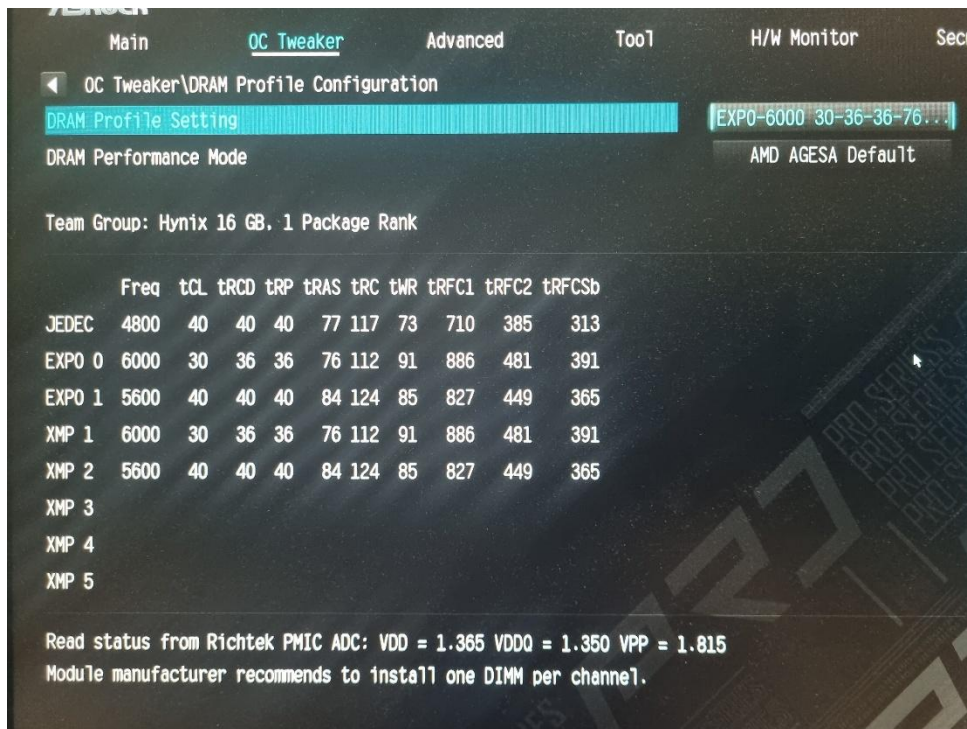 Main OC Tweaker Advanced Tool H/W Monitor
OC Tweaker\DRAM Profile Configuration
DRAM Profile Setting EXPO-6000 30-36-36-76...
DRAM Performance Mode AMD AGESA Default
Team Group: Hynix 16 GB, 1 Package Rank
Freq tCL tRCD tRP tRAS tRC tWR tRFC1 tRFC2 tRFCSb
JEDEC 4800 40 40 40 77 117 73 710 385 313
EXPO 0 6000 30 36 36 76 112 91 886 481 391
EXPO 1 5600 40 40 40 84 124 85 827 449 365
XMP 1 6000 30 36 36 76 112 91 886 481 391
XMP 2 5600 40 40 40 84 124 85 827 449 365
XMP 3
XMP 4
XMP 5
Read status from Richtek PMIC ADC: VDD = 1.365 VDDQ = 1.350 VPP = 1.815
Module manufacturer recommends to install one DIMM per channel.